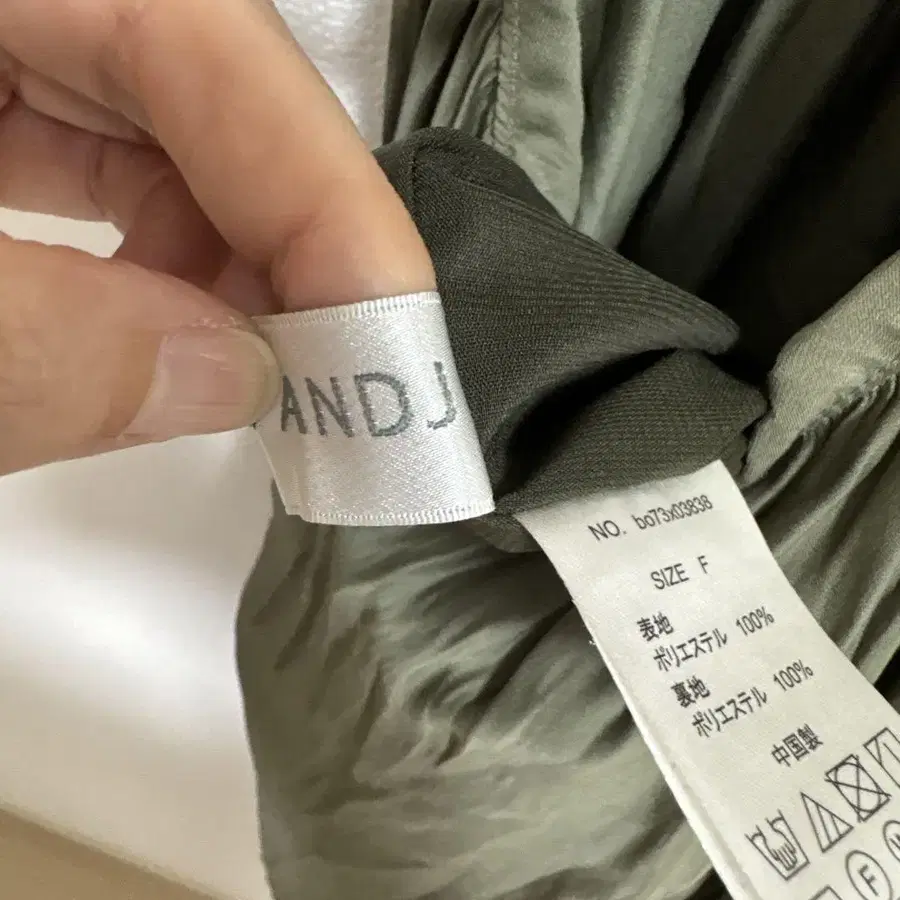 AND J
NO. bo73x03838
SIZE F
表地
ポリエステル 100%
裏地
ポリエステル 100%
中国製
F